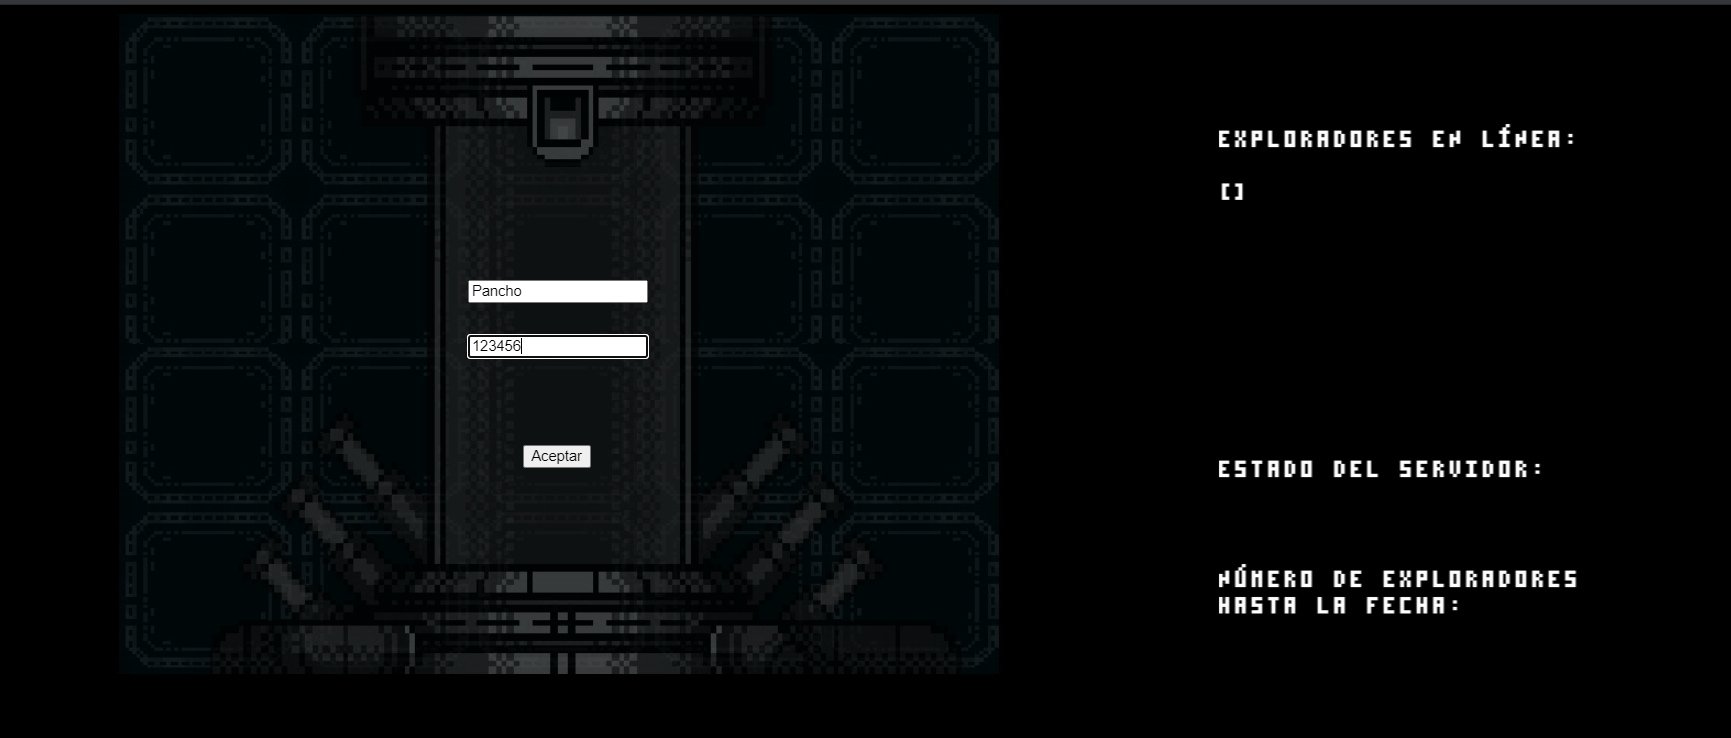 Pancho
123456
Aceptar
EXPLORADORES EN LÍNEA:
[]
ESTADO DEL SERVIDOR:
NÚMERO DE EXPLORADORES
HASTA LA FECHA: